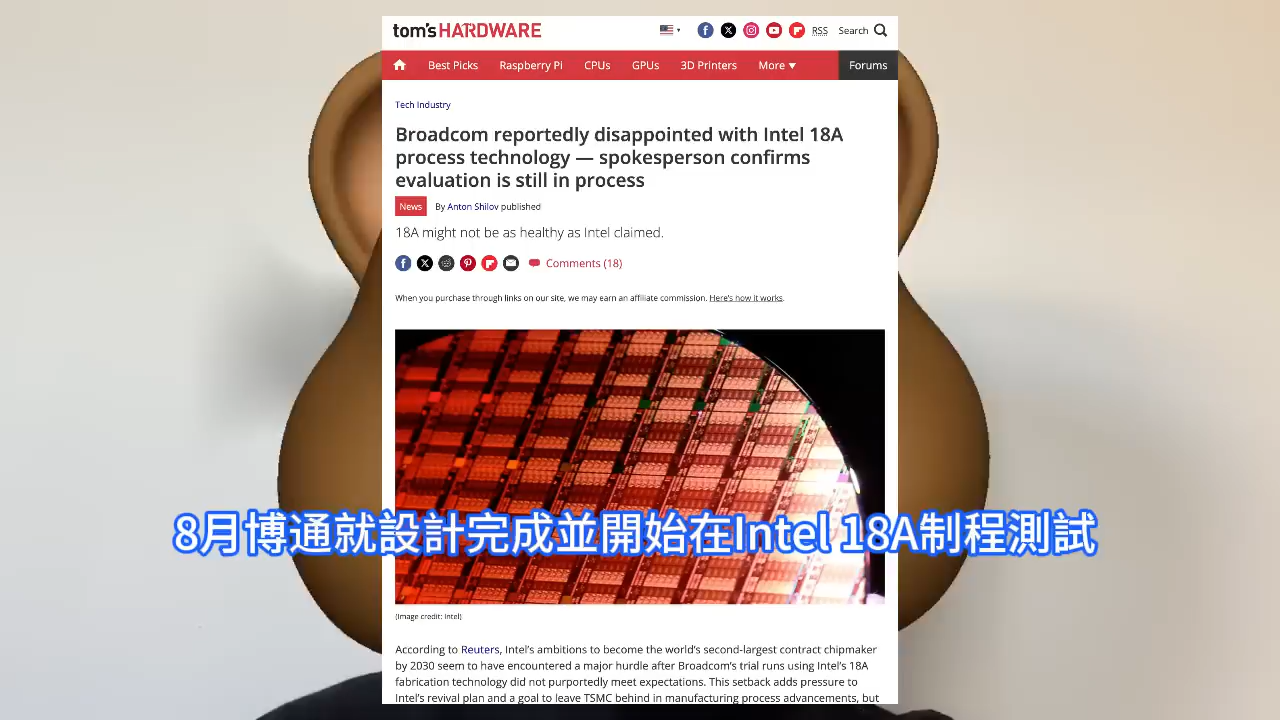 tom's HARDWARE
RSS
Search
Best Picks
Raspberry Pi
CPUs
GPUs
3D Printers
More
Forums
Tech Industry
Broadcom reportedly disappointed with Intel 18A
process technology — spokesperson confirms
evaluation is still in process
News
By Anton Shilov published
18A might not be as healthy as Intel claimed.
Comments (18)
When you purchase through links on our site, we may earn an affiliate commission. Here's how it works.
8月博通就設計完成並開始在Intel 18A制程測試
(Image credit: Intel)
According to Reuters, Intel's ambitions to become the world's second-largest contract chipmaker
by 2030 seem to have encountered a major hurdle after Broadcom's trial runs using Intel's 18A
fabrication technology did not purportedly meet expectations. This setback adds pressure to
Intel's revival plan and a goal to leave TSMC behind in manufacturing process advancements, but